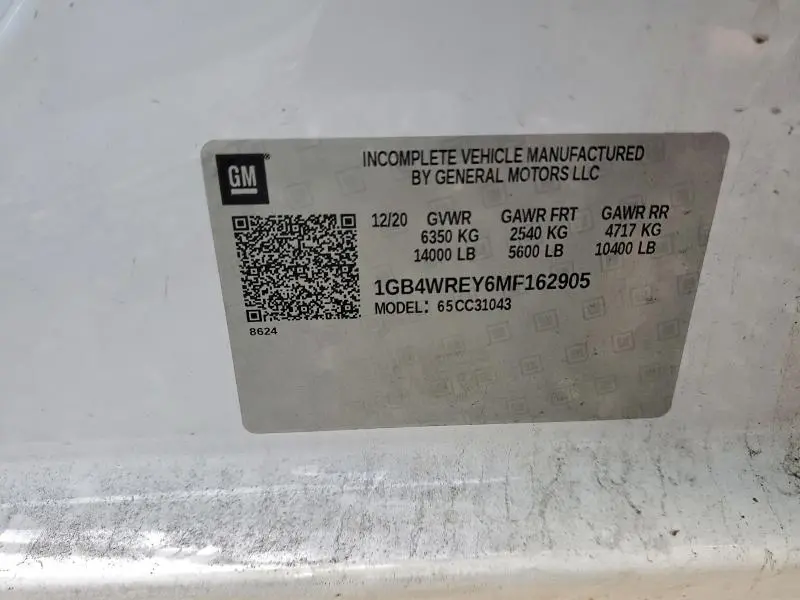 GM
INCOMPLETE VEHICLE MANUFACTURED
BY GENERAL MOTORS LLC
12/20 GVWR GAWR FRT GAWR RR
6350 KG 2540 KG 4717 KG
14000 LB 5600 LB 10400 LB
1GB4WREY6MF162905
MODEL: 65CC31043
8624